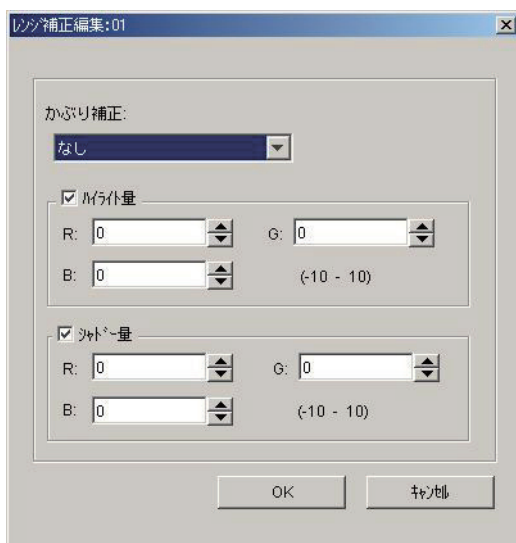 ﾚﾝｼﾞ補正編集:01
かぶり補正:
なし
ﾊｲﾗｲﾄ量
R: 0 G: 0
B: 0 (-10 - 10)
ｼｬﾄﾞｰ量
R: 0 G: 0
B: 0 (-10 - 10)
OK ｷｬﾝｾﾙ